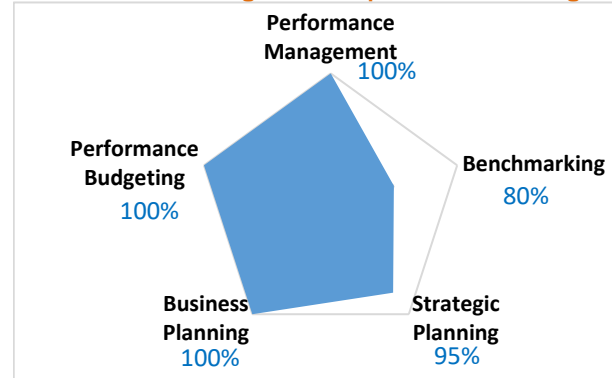 Performance
Management
100%
Benchmarking
80%
Strategic
Planning
95%
Business
Planning
100%
Performance
Budgeting
100%